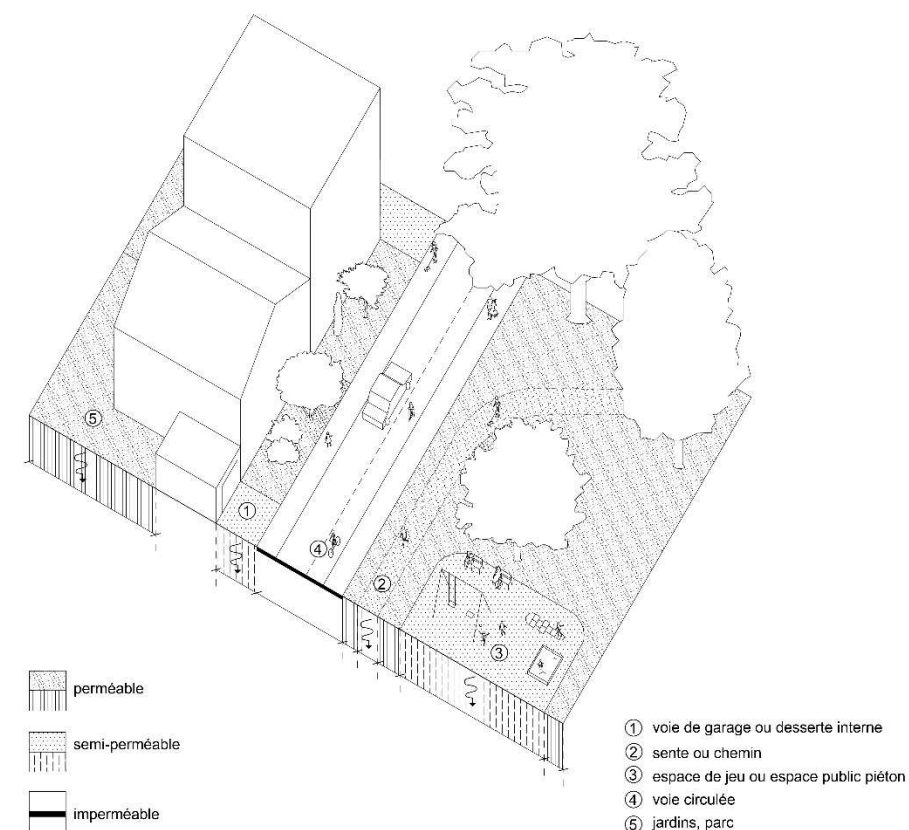 ⑤
①
④
②
③
perméable
semi-perméable
imperméable
① voie de garage ou desserte interne
② sente ou chemin
③ espace de jeu ou espace public piéton
④ voie circulée
⑤ jardins, parc